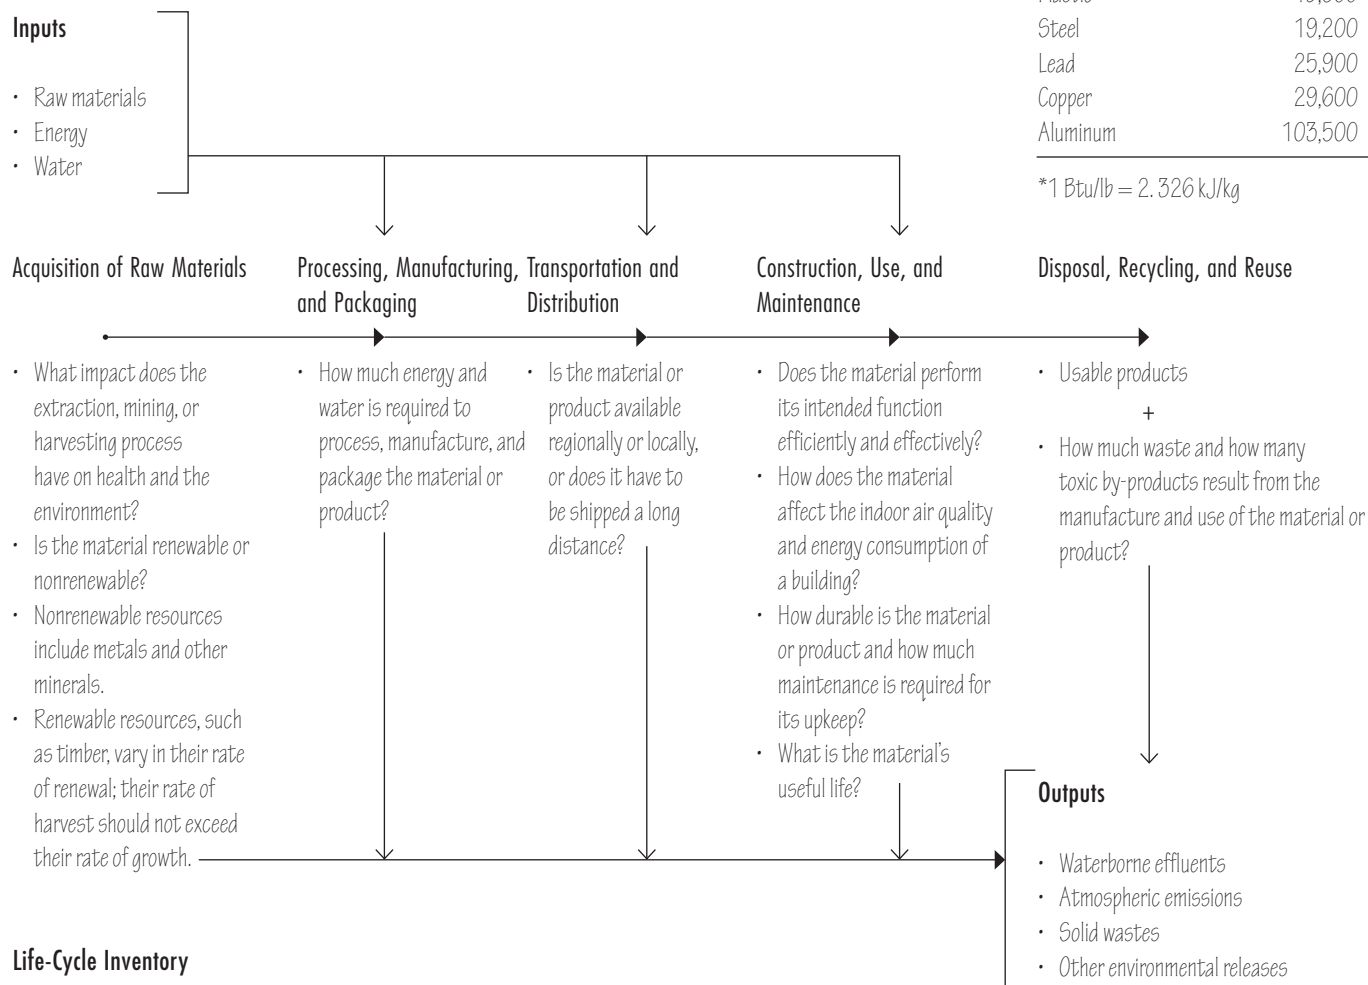 Inputs
• Raw materials
• Energy
• Water
Steel 19,200
Lead 25,900
Copper 29,600
Aluminum 103,500
*1 Btu/lb = 2.326 kJ/kg
Acquisition of Raw Materials
• What impact does the
extraction, mining, or
harvesting process
have on health and the
environment?
• Is the material renewable or
nonrenewable?
• Nonrenewable resources
include metals and other
minerals.
• Renewable resources, such
as timber, vary in their rate
of renewal; their rate of
harvest should not exceed
their rate of growth.
Processing, Manufacturing,
and Packaging
• How much energy and
water is required to
process, manufacture, and
package the material or
product?
Transportation and
Distribution
• Is the material or
product available
regionally or locally,
or does it have to
be shipped a long
distance?
Construction, Use, and
Maintenance
• Does the material perform
its intended function
efficiently and effectively?
• How does the material
affect the indoor air quality
and energy consumption of
a building?
• How durable is the material
or product and how much
maintenance is required for
its upkeep?
• What is the material's
useful life?
Disposal, Recycling, and Reuse
• Usable products
+
• How much waste and how many
toxic by-products result from the
manufacture and use of the material or
product?
Outputs
• Waterborne effluents
• Atmospheric emissions
• Solid wastes
• Other environmental releases
Life-Cycle Inventory